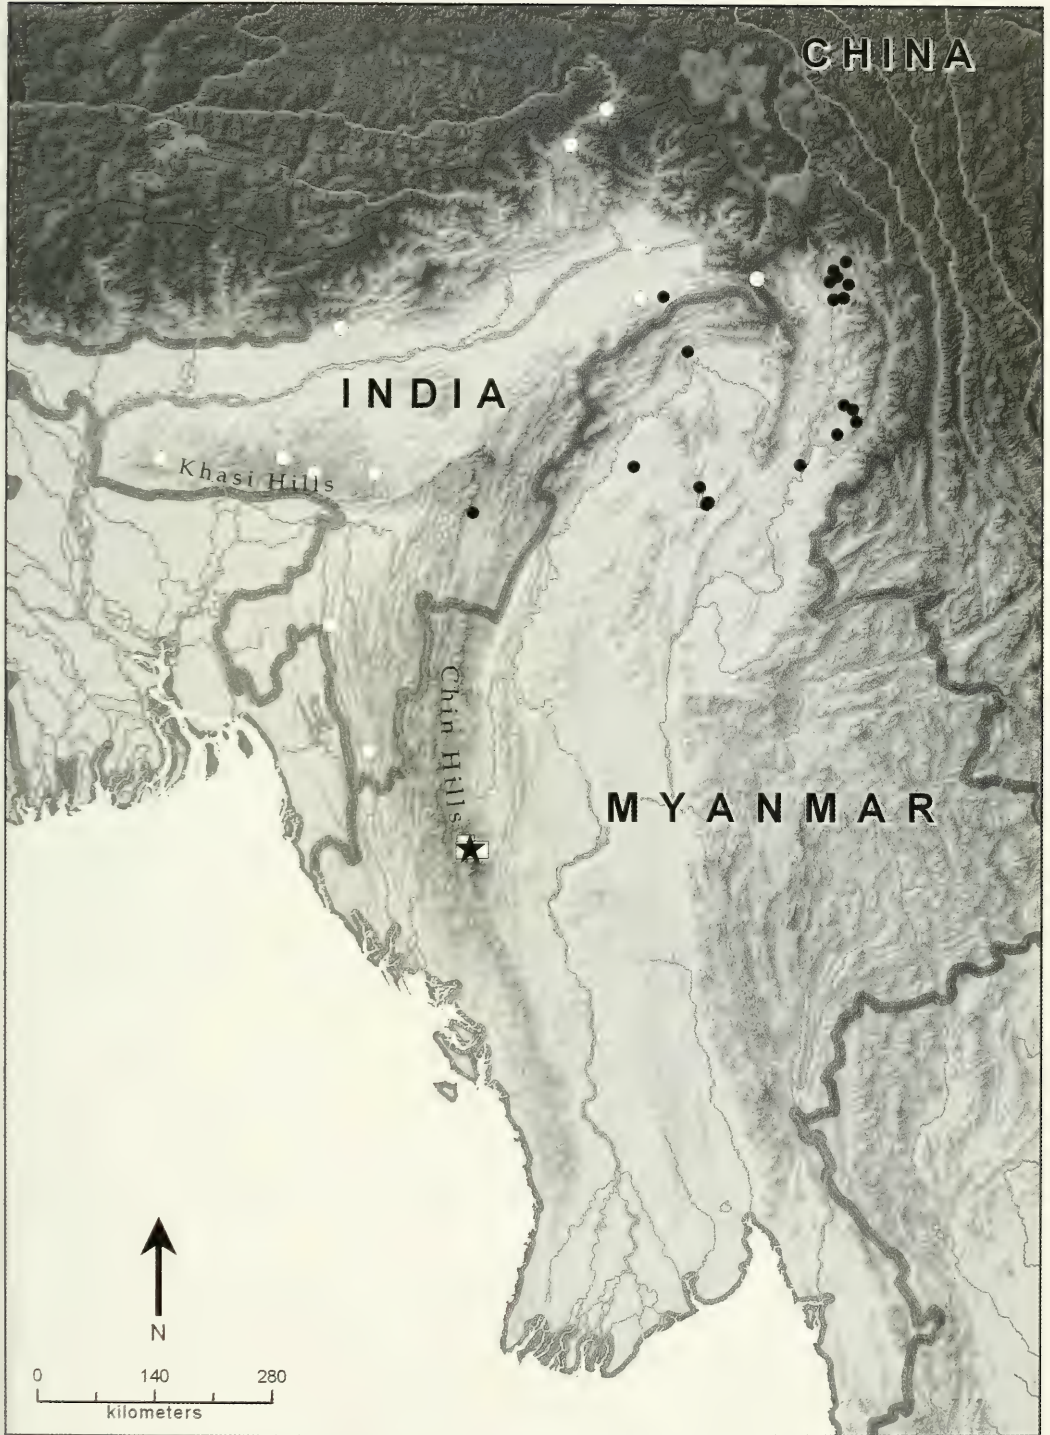 CHINA
INDIA
Khasi Hills
Chin Hills
MYANMAR
N
0 140 280
kilometers